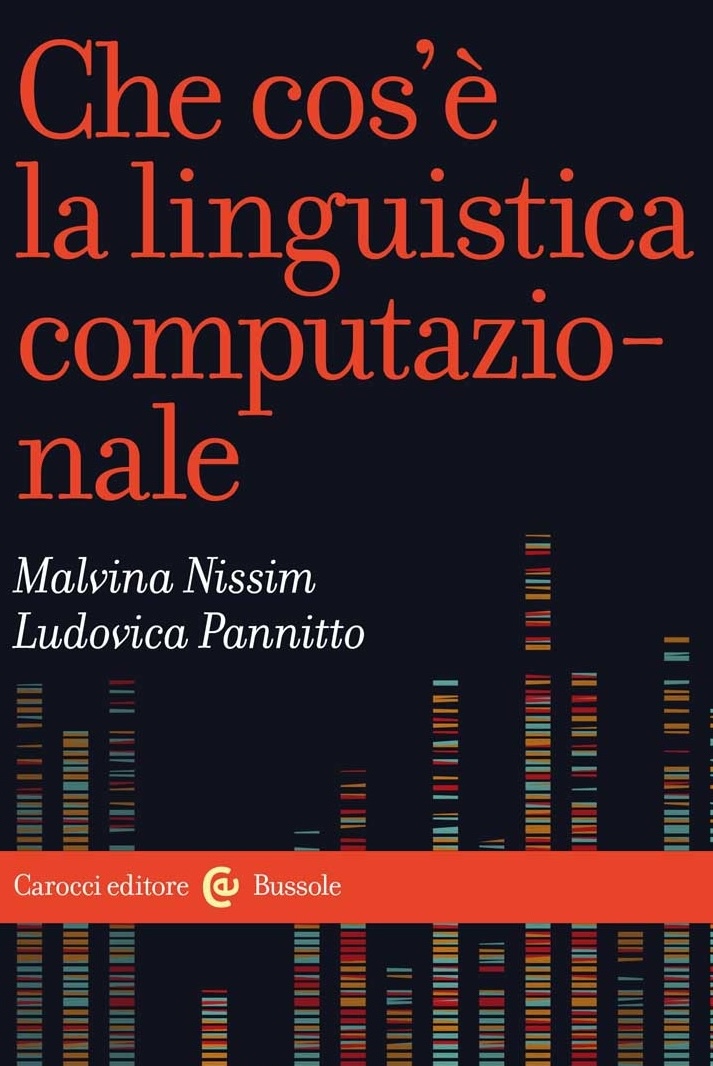 Che cos’è
la linguistica
computazio-
nale
Malvina Nissim
Ludovica Pannitto
Carocci editore Bussole